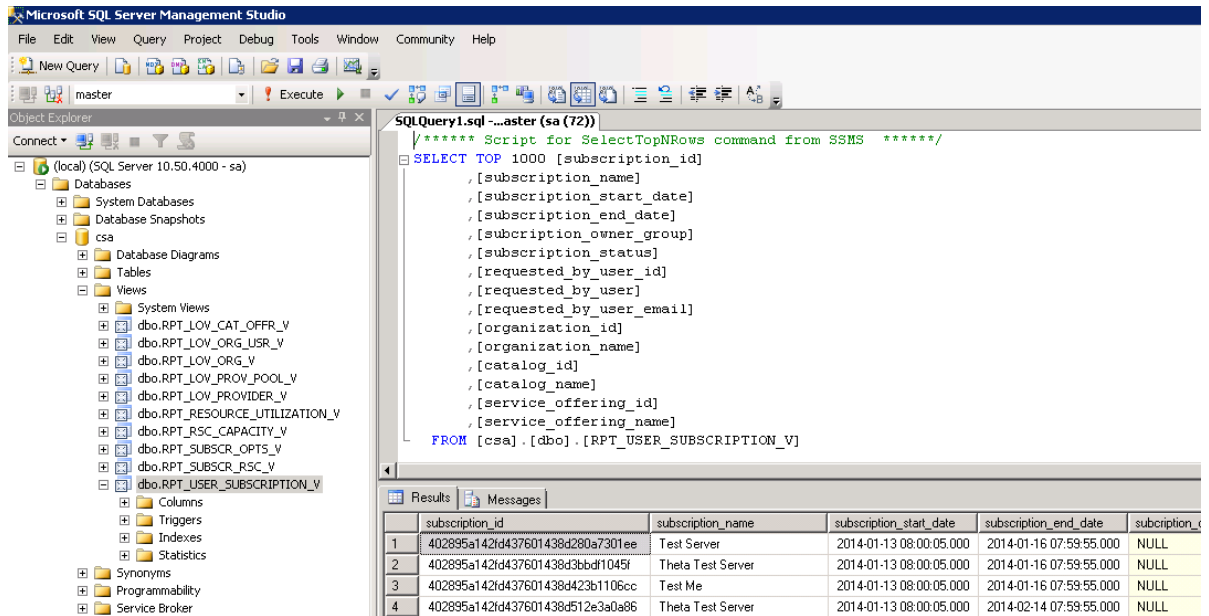 Microsoft SQL Server Management Studio
File Edit View Query Project Debug Tools Window Community Help
New Query
master Execute
Object Explorer
Connect
(local) (SQL Server 10.50.4000 - sa)
Databases
System Databases
Database Snapshots
csa
Database Diagrams
Tables
Views
System Views
dbo.RPT_LOV_CAT_OFFR_V
dbo.RPT_LOV_ORG_USR_V
dbo.RPT_LOV_ORG_V
dbo.RPT_LOV_PROV_POOL_V
dbo.RPT_LOV_PROVIDER_V
dbo.RPT_RESOURCE_UTILIZATION_V
dbo.RPT_RSC_CAPACITY_V
dbo.RPT_SUBSCR_OPTS_V
dbo.RPT_SUBSCR_RSC_V
dbo.RPT_USER_SUBSCRIPTION_V
Columns
Triggers
Indexes
Statistics
Synonyms
Programmability
Service Broker
SQLQuery1.sql -...aster (sa (72))
/****** Script for SelectTopNRows command from SSMS ******/
SELECT TOP 1000 [subscription_id]
,[subscription_name]
,[subscription_start_date]
,[subscription_end_date]
,[subcription_owner_group]
,[subscription_status]
,[requested_by_user_id]
,[requested_by_user]
,[requested_by_user_email]
,[organization_id]
,[organization_name]
,[catalog_id]
,[catalog_name]
,[service_offering_id]
,[service_offering_name]
FROM [csa].[dbo].[RPT_USER_SUBSCRIPTION_V]
Results Messages
subscription_id subscription_name subscription_start_date subscription_end_date subcription_
1 402895a142fd437601438d280a7301ee Test Server 2014-01-13 08:00:05.000 2014-01-16 07:59:55.000 NULL
2 402895a142fd437601438d3bbdf1045f Theta Test Server 2014-01-13 08:00:05.000 2014-01-16 07:59:55.000 NULL
3 402895a142fd437601438d423b1106cc Test Me 2014-01-13 08:00:05.000 2014-01-16 07:59:55.000 NULL
4 402895a142fd437601438d512e3a0a86 Theta Test Server 2014-01-13 08:00:05.000 2014-02-14 07:59:55.000 NULL